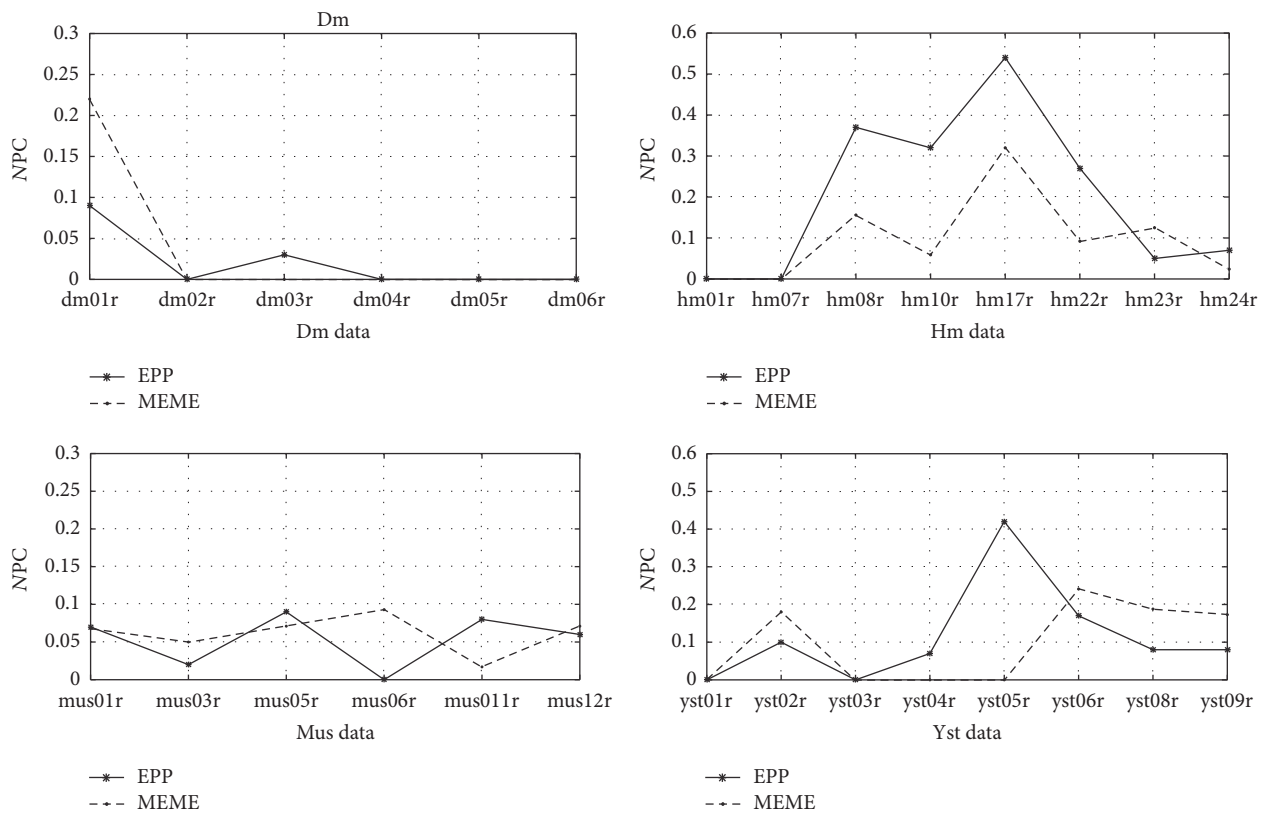 Dm
0.3
0.25
0.2
0.15
0.1
0.05
0
NPC
dm01r dm02r dm03r dm04r dm05r dm06r
Dm data
EPP
MEME
0.6
0.5
0.4
0.3
0.2
0.1
0
NPC
hm01r hm07r hm08r hm10r hm17r hm22r hm23r hm24r
Hm data
EPP
MEME
0.3
0.25
0.2
0.15
0.1
0.05
0
NPC
mus01r mus03r mus05r mus06r mus011r mus12r
Mus data
EPP
MEME
0.6
0.5
0.4
0.3
0.2
0.1
0
NPC
yst01r yst02r yst03r yst04r yst05r yst06r yst08r yst09r
Yst data
EPP
MEME